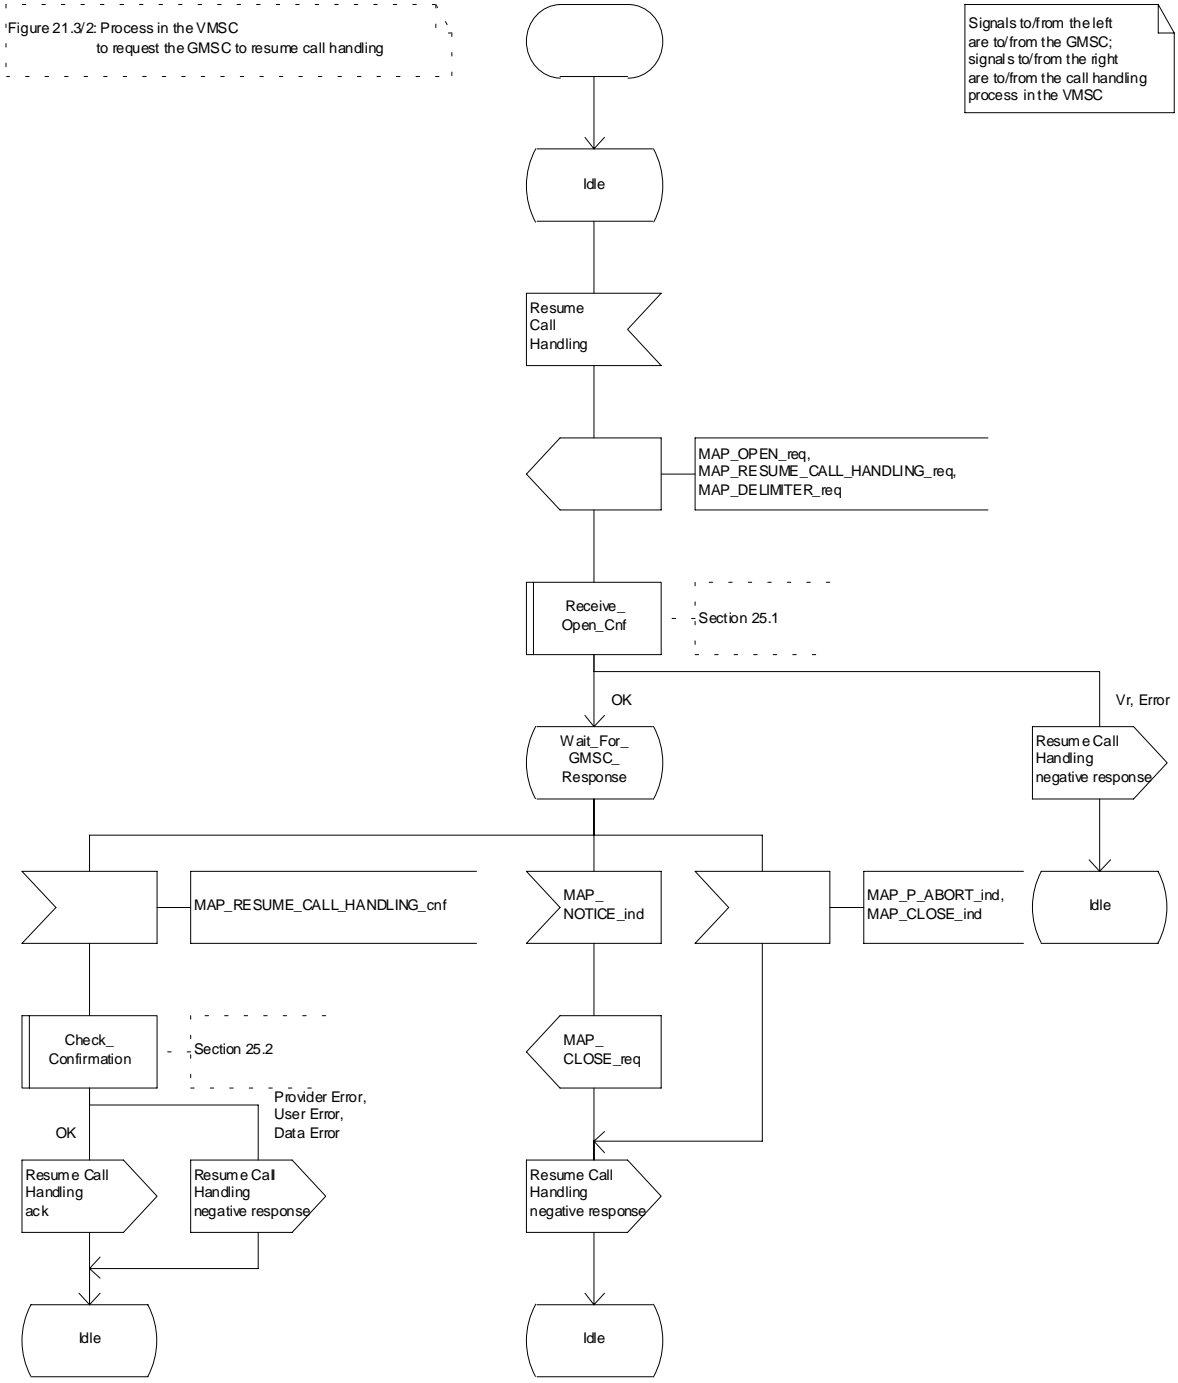 Figure 21.3/2: Process in the VMSC
to request the GMSC to resume call handling
Signals to/from the left
are to/from the GMSC;
signals to/from the right
are to/from the call handling
process in the VMSC
Idle
Resume
Call
Handling
MAP_OPEN_req,
MAP_RESUME_CALL_HANDLING_req,
MAP_DELIMITER_req
Receive_
Open_Cnf
Section 25.1
OK
Vr, Error
Wait_For_
GMSC_
Response
Resume Call
Handling
negative response
MAP_RESUME_CALL_HANDLING_cnf
MAP_
NOTICE_ind
MAP_P_ABORT_ind,
MAP_CLOSE_ind
Idle
Check_
Confirmation
Section 25.2
MAP_
CLOSE_req
Provider Error,
User Error,
Data Error
OK
Resume Call
Handling
ack
Resume Call
Handling
negative response
Resume Call
Handling
negative response
Idle
Idle